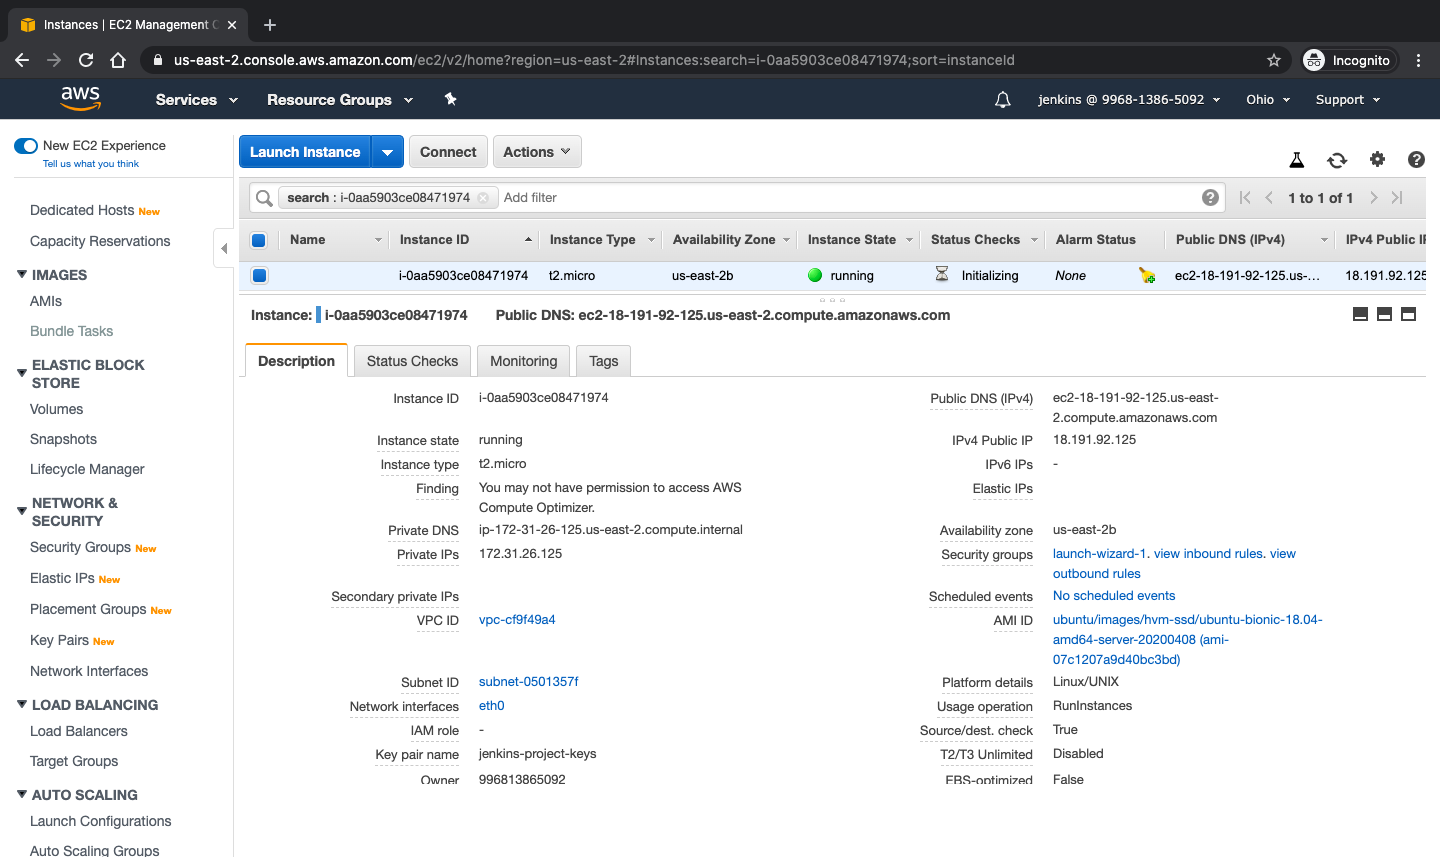 Instances | EC2 Management C
us-east-2.console.aws.amazon.com/ec2/v2/home?region=us-east-2#Instances:search=i-0aa5903ce08471974;sort=instanceId
Incognito
aws
Services
Resource Groups
jenkins @ 9968-1386-5092
Ohio
Support
New EC2 Experience
Tell us what you think
Dedicated Hosts New
Capacity Reservations
IMAGES
AMIs
Bundle Tasks
ELASTIC BLOCK
STORE
Volumes
Snapshots
Lifecycle Manager
NETWORK &
SECURITY
Security Groups New
Elastic IPs New
Placement Groups New
Key Pairs New
Network Interfaces
LOAD BALANCING
Load Balancers
Target Groups
AUTO SCALING
Launch Configurations
Auto Scaling Groups
Launch Instance
Connect
Actions
search : i-0aa5903ce08471974
Add filter
1 to 1 of 1
Name Instance ID Instance Type Availability Zone Instance State Status Checks Alarm Status Public DNS (IPv4) IPv4 Public IP
i-0aa5903ce08471974 t2.micro us-east-2b running Initializing None ec2-18-191-92-125.us-... 18.191.92.125
Instance: i-0aa5903ce08471974 Public DNS: ec2-18-191-92-125.us-east-2.compute.amazonaws.com
Description
Status Checks
Monitoring
Tags
Instance ID i-0aa5903ce08471974
Instance state running
Instance type t2.micro
Finding You may not have permission to access AWS
Compute Optimizer.
Private DNS ip-172-31-26-125.us-east-2.compute.internal
Private IPs 172.31.26.125
Secondary private IPs
VPC ID vpc-cf9f49a4
Subnet ID subnet-0501357f
Network interfaces eth0
IAM role -
Key pair name jenkins-project-keys
Owner 996813865092
Public DNS (IPv4) ec2-18-191-92-125.us-east-
2.compute.amazonaws.com
IPv4 Public IP 18.191.92.125
IPv6 IPs -
Elastic IPs
Availability zone us-east-2b
Security groups launch-wizard-1. view inbound rules. view
outbound rules
Scheduled events No scheduled events
AMI ID ubuntu/images/hvm-ssd/ubuntu-bionic-18.04-
amd64-server-20200408 (ami-
07c1207a9d40bc3bd)
Platform details Linux/UNIX
Usage operation RunInstances
Source/dest. check True
T2/T3 Unlimited Disabled
EBS-optimized False